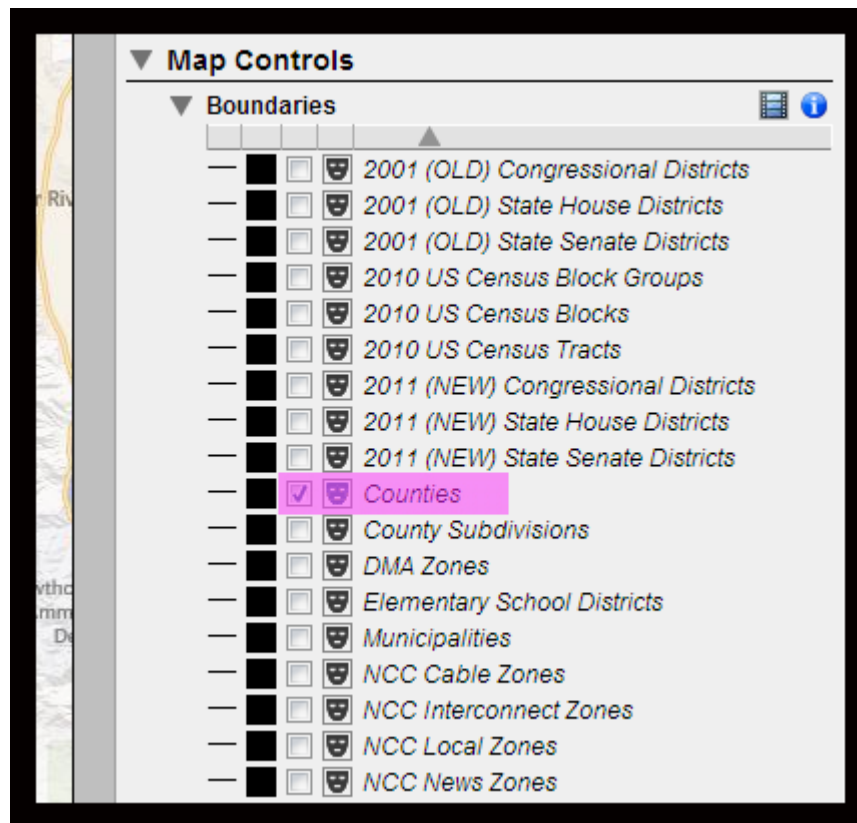 Map Controls
Boundaries
2001 (OLD) Congressional Districts
Riv
2001 (OLD) State House Districts
2001 (OLD) State Senate Districts
2010 US Census Block Groups
2010 US Census Blocks
2010 US Census Tracts
2011 (NEW) Congressional Districts
2011 (NEW) State House Districts
2011 (NEW) State Senate Districts
Counties
County Subdivisions
DMA Zones
Elementary School Districts
Municipalities
NCC Cable Zones
NCC Interconnect Zones
NCC Local Zones
NCC News Zones